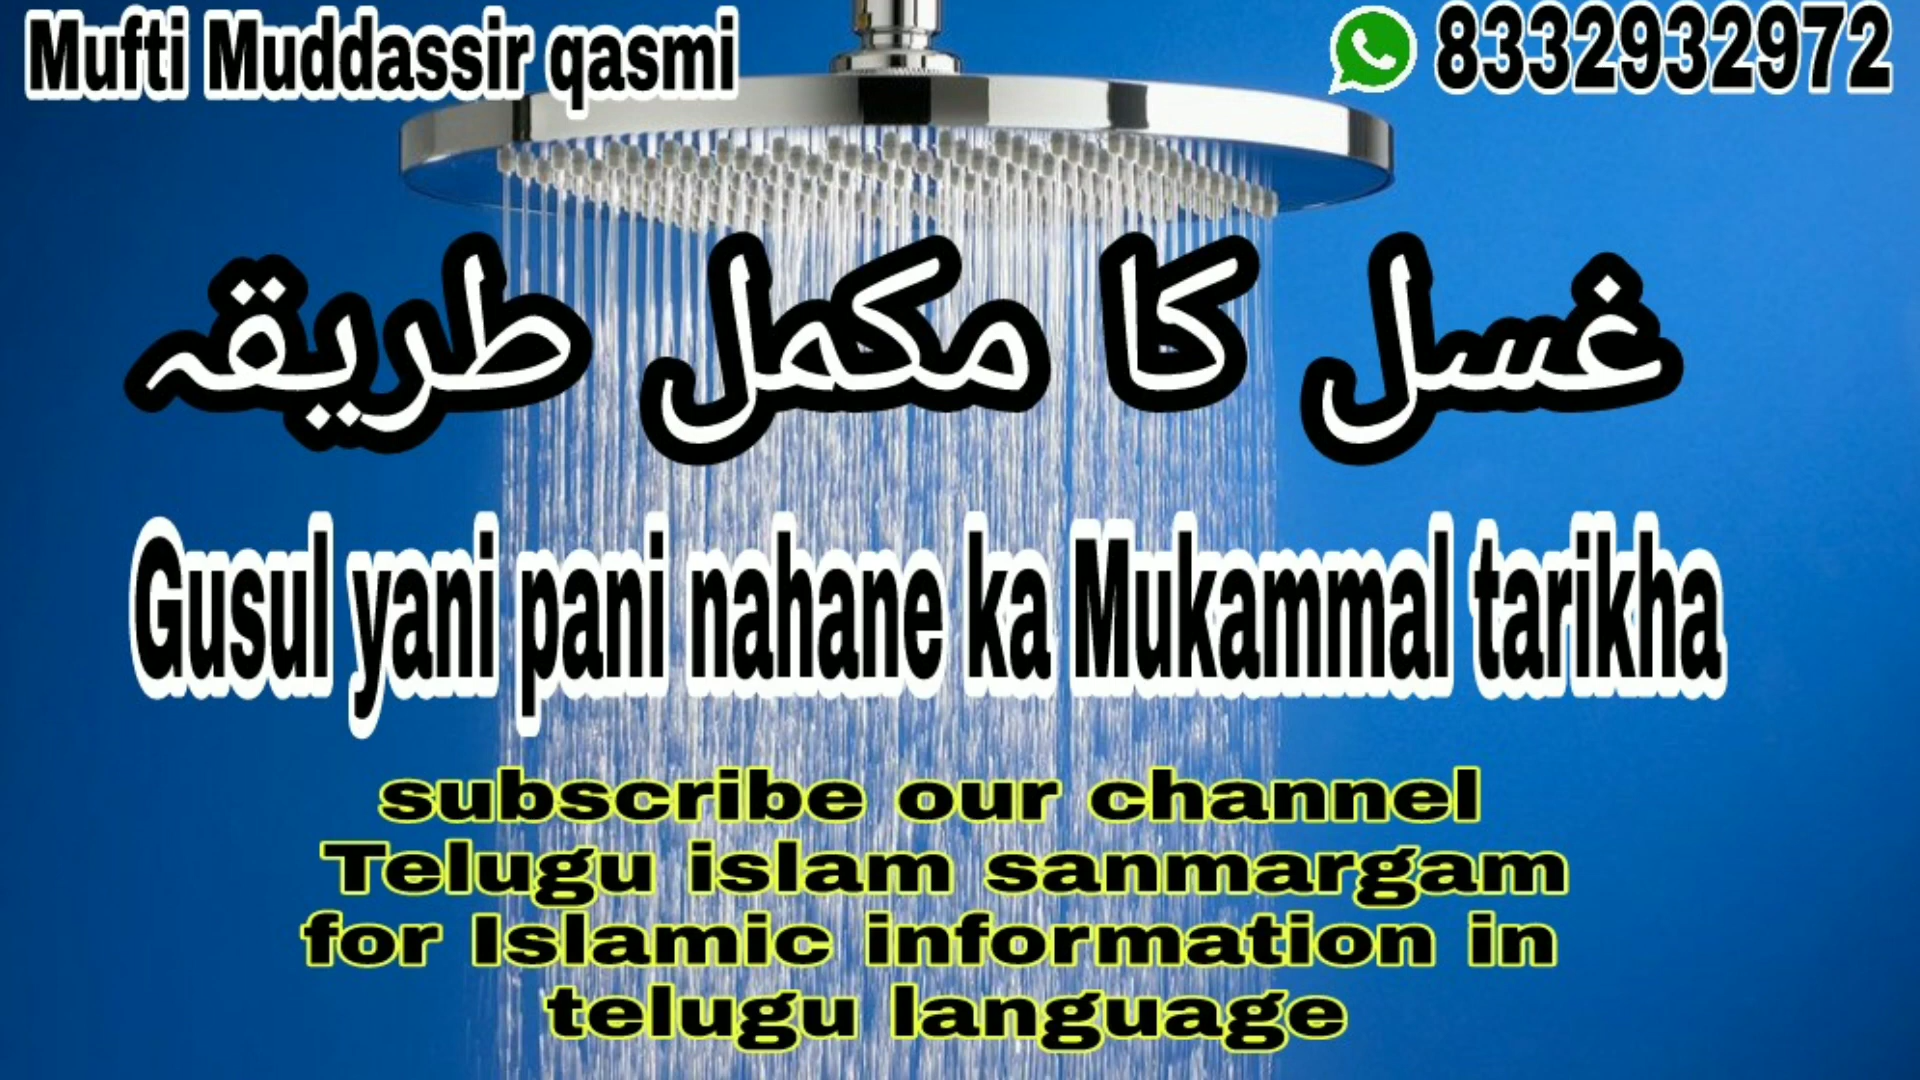 Mufti Muddassir qasmi
8332932972
غسل کا مکمل طریقہ
Gusul yani pani nahane ka Mukammal tarikha
subscribe our channel
Telugu islam sanmargam
for Islamic information in
telugu language